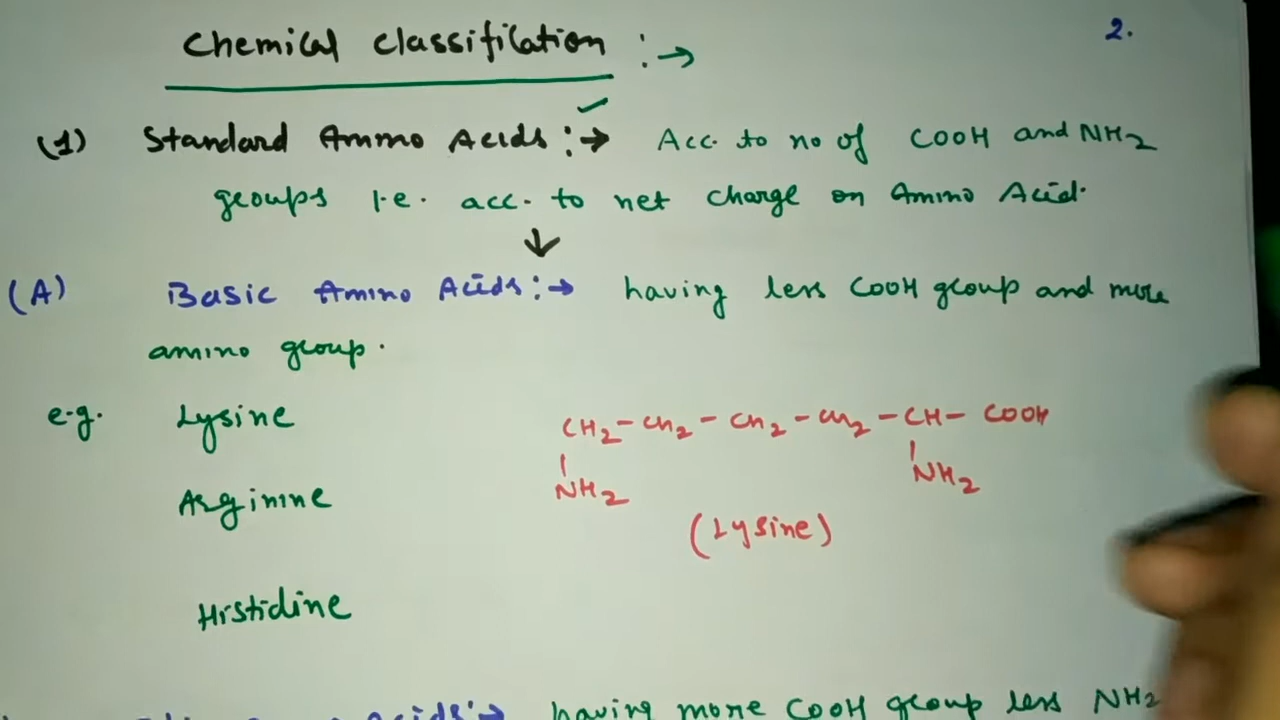 Chemical classification :→
2.
(1) Standard Amino Acids :→ Acc. to no of COOH and NH2
groups i.e. acc. to net charge on Amino Acid.
↓
(A) Basic Amino Acids :→ having less COOH group and more
amino group.
e.g. Lysine
CH2-CH2-CH2-CH2-CH-COOH
NH2 NH2
Arginine
(Lysine)
Histidine
Acids :→ having more COOH group less NH2